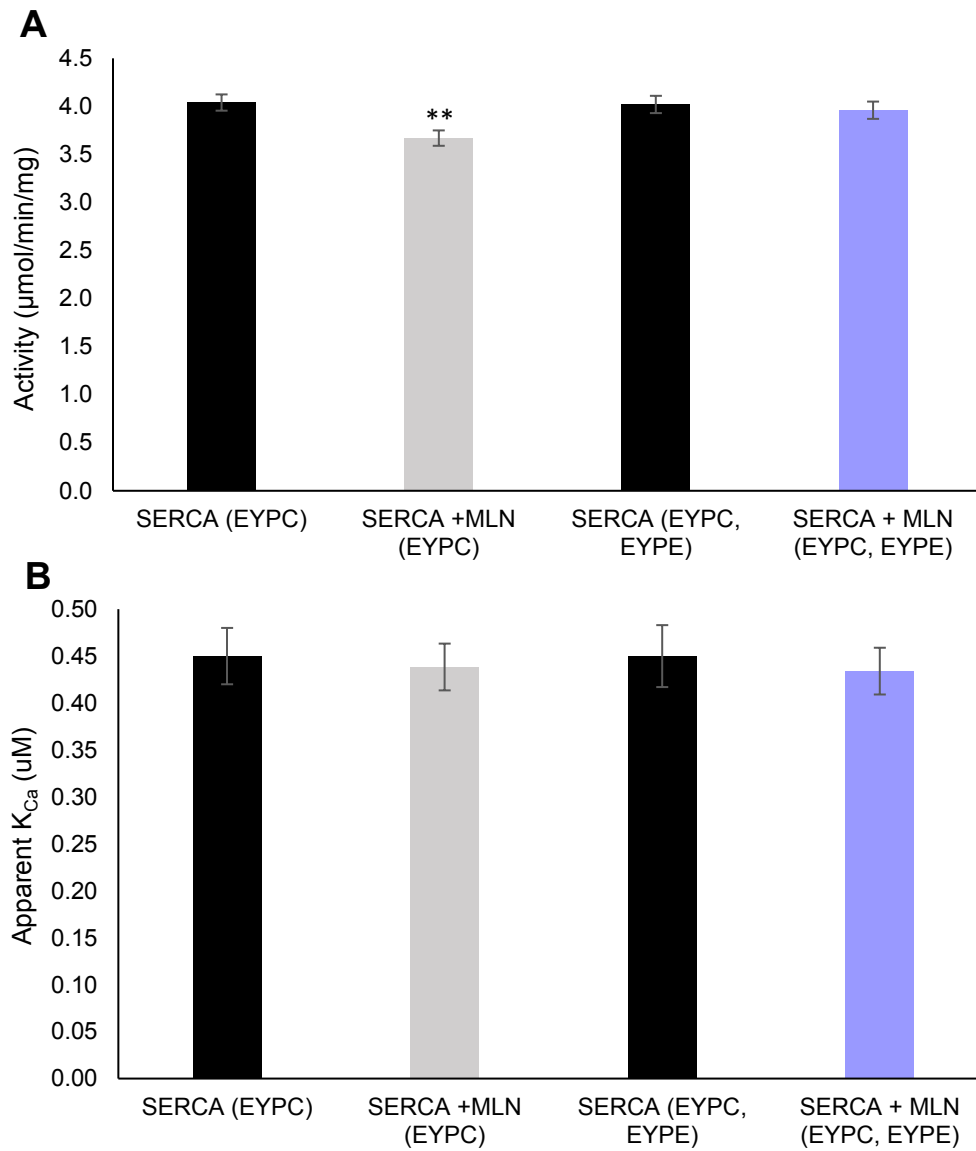 A
Activity (µmol/min/mg)
4.5
4.0
3.5
3.0
2.5
2.0
1.5
1.0
0.5
0.0
**
SERCA (EYPC)
SERCA +MLN
(EYPC)
SERCA (EYPC,
EYPE)
SERCA + MLN
(EYPC, EYPE)
B
Apparent K_Ca (uM)
0.50
0.45
0.40
0.35
0.30
0.25
0.20
0.15
0.10
0.05
0.00
SERCA (EYPC)
SERCA +MLN
(EYPC)
SERCA (EYPC,
EYPE)
SERCA + MLN
(EYPC, EYPE)